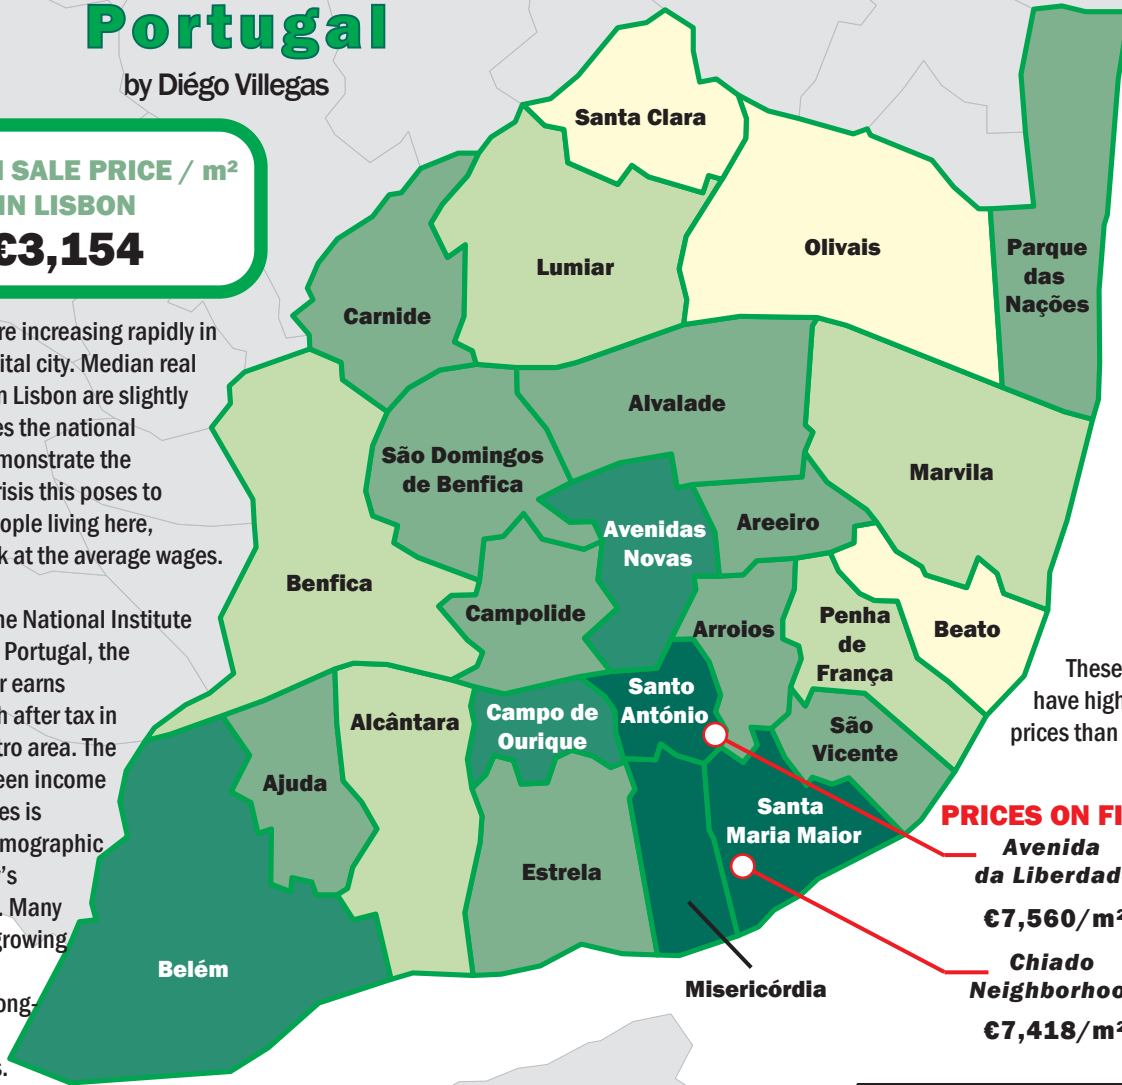 Portugal
by Diégo Villegas
SALE PRICE / m²
IN LISBON
€3,154
re increasing rapidly in
ital city. Median real
n Lisbon are slightly
es the national
monstrate the
risis this poses to
eople living here,
k at the average wages.
he National Institute
Portugal, the
r earns
h after tax in
tro area. The
een income
es is
mographic
's
. Many
growing
ong-
s.
Santa Clara
Lumiar
Olivais
Parque
das
Nações
Carnide
Alvalade
São Domingos
de Benfica
Marvila
Areeiro
Avenidas
Novas
Benfica
Campolide
Arroios
Penha
de
França
Beato
Santo
António
Campo de
Ourique
Alcântara
São
Vicente
Ajuda
Santa
Maria Maior
Estrela
Belém
Misericórdia
These
have high
prices than
PRICES ON FI
Avenida
da Liberdad
€7,560/m²
Chiado
Neighborhoo
€7,418/m²